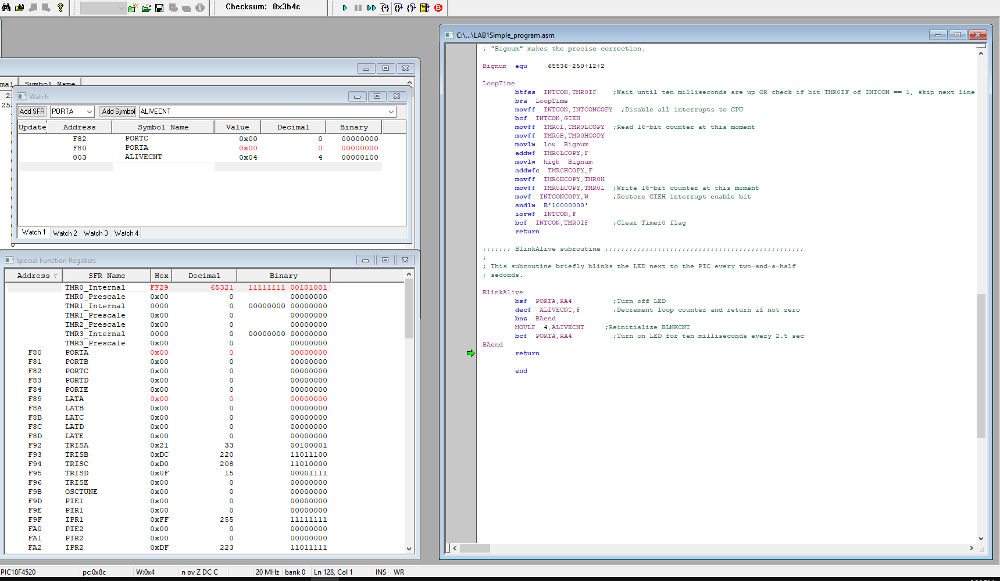 Checksum: 0x3b4c
mal Symbol Name
Watch
Add SFR PORTA Add Symbol ALIVECNT
Update Address Symbol Name Value Decimal Binary
F82 PORTC 0x00 0 00000000
F80 PORTA 0x00 0 00000000
003 ALIVECNT 0x04 4 00000100
Watch 1 Watch 2 Watch 3 Watch 4
Special Function Registers
Address SFR Name Hex Decimal Binary
TMR0_Internal FF29 65321 11111111 00101001
TMR0_Prescale 0x00 0 00000000
TMR1_Internal 0000 0 00000000 00000000
TMR1_Prescale 0x00 0 00000000
TMR2_Prescale 0x00 0 00000000
TMR3_Internal 0000 0 00000000 00000000
TMR3_Prescale 0x00 0 00000000
F80 PORTA 0x00 0 00000000
F81 PORTB 0x00 0 00000000
F82 PORTC 0x00 0 00000000
F83 PORTD 0x00 0 00000000
F84 PORTE 0x00 0 00000000
F89 LATA 0x00 0 00000000
F8A LATB 0x00 0 00000000
F8B LATC 0x00 0 00000000
F8C LATD 0x00 0 00000000
F8D LATE 0x00 0 00000000
F92 TRISA 0x21 33 00100001
F93 TRISB 0xDC 220 11011100
F94 TRISC 0xD0 208 11010000
F95 TRISD 0x0F 15 00001111
F96 TRISE 0x00 0 00000000
F9B OSCTUNE 0x00 0 00000000
F9D PIE1 0x00 0 00000000
F9E PIR1 0x00 0 00000000
F9F IPR1 0xFF 255 11111111
FA0 PIE2 0x00 0 00000000
FA1 PIR2 0x00 0 00000000
FA2 IPR2 0xDF 223 11011111
C:\...\LAB1Simple_program.asm
; "Bignum" makes the precise correction.
Bignum equ 65536-250+12+2
LoopTime
btfss INTCON,TMR0IF ;Wait until ten milliseconds are up OR check if bit TMR0IF of INTCON == 1, skip next line
bra LoopTime
movff INTCON,INTCONCOPY ;Disable all interrupts to CPU
bcf INTCON,GIEH
movff TMR0L,TMR0LCOPY ;Read 16-bit counter at this moment
movff TMR0H,TMR0HCOPY
movlw low Bignum
addwf TMR0LCOPY,F
movlw high Bignum
addwfc TMR0HCOPY,F
movff TMR0HCOPY,TMR0H
movff TMR0LCOPY,TMR0L ;Write 16-bit counter at this moment
movf INTCONCOPY,W ;Restore GIEH interrupt enable bit
andlw B'10000000'
iorwf INTCON,F
bcf INTCON,TMR0IF ;Clear Timer0 flag
return
;;;;;;; BlinkAlive subroutine ;;;;;;;;;;;;;;;;;;;;;;;;;;;;;;;;;;;;;;;;;;;;;;;;;
;
; This subroutine briefly blinks the LED next to the PIC every two-and-a-half
; seconds.
BlinkAlive
bsf PORTA,RA4 ;Turn off LED
decf ALIVECNT,F ;Decrement loop counter and return if not zero
bnz BAend
MOVLF 4,ALIVECNT ;Reinitialize BLNKCNT
bcf PORTA,RA4 ;Turn on LED for ten milliseconds every 2.5 sec
BAend
return
end
PIC18F4520 pc:0x8c W:0x4 n ov Z DC C 20 MHz bank 0 Ln 128, Col 1 INS WR